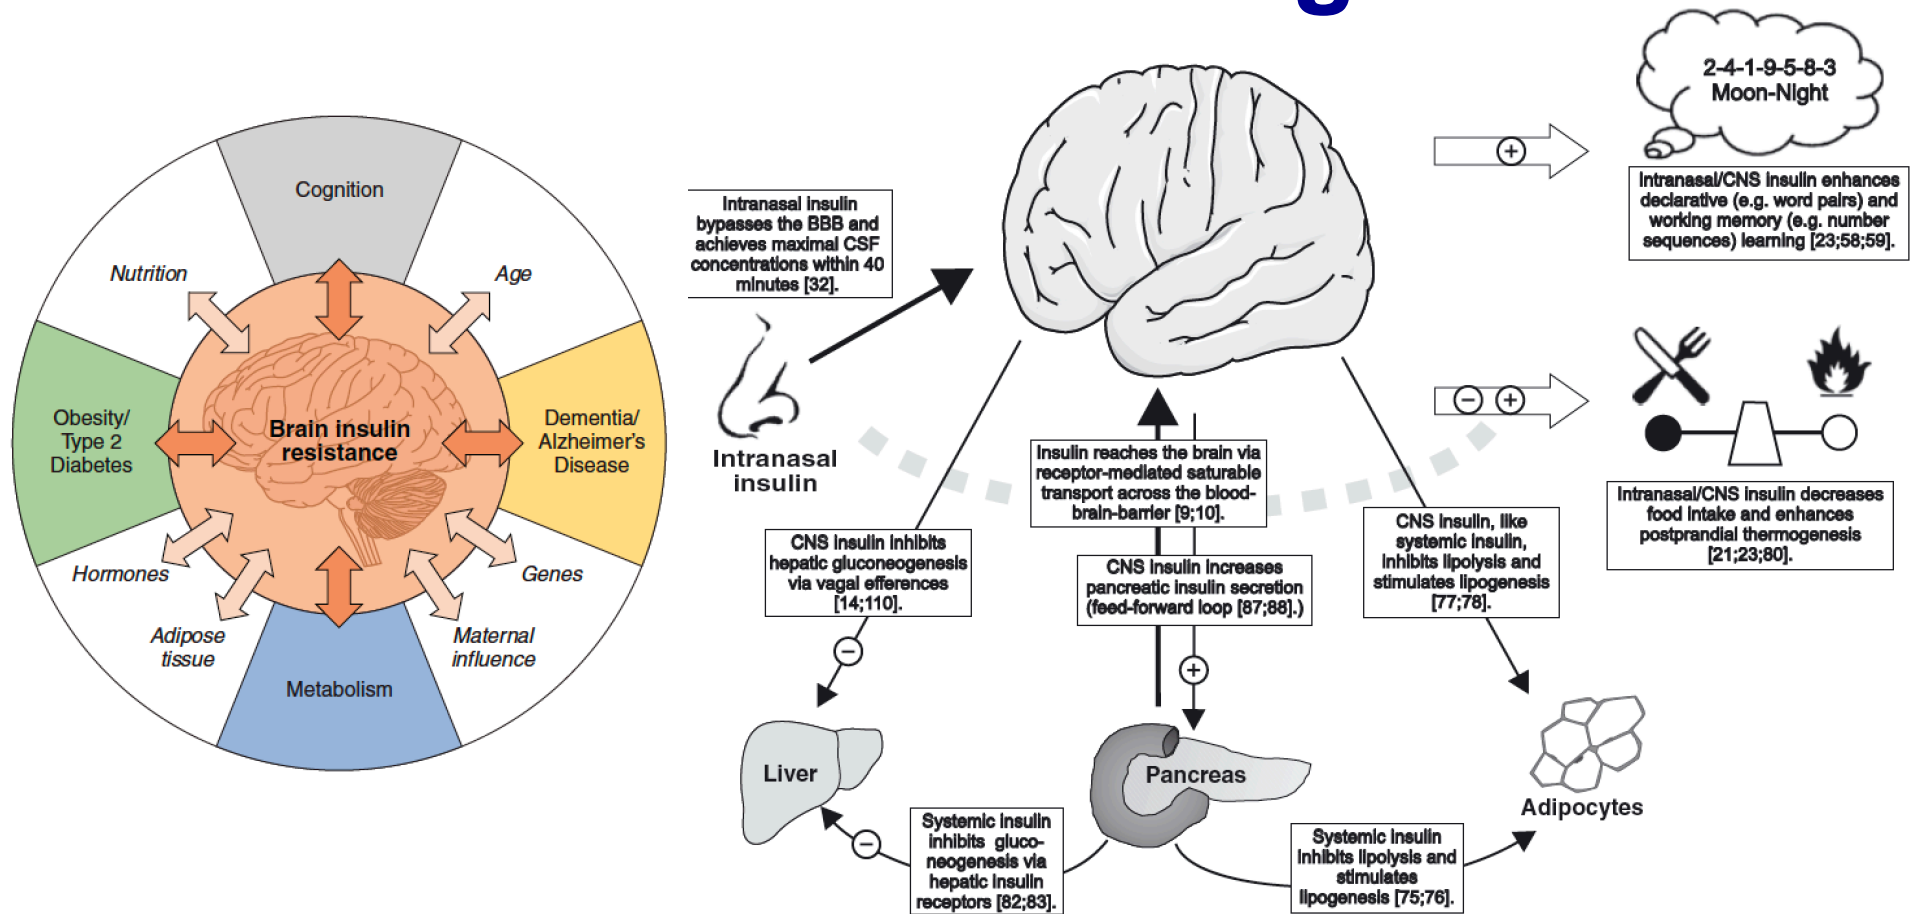 g
Cognition
Nutrition
Age
Obesity/
Type 2
Diabetes
Brain insulin
resistance
Dementia/
Alzheimer's
Disease
Hormones
Genes
Adipose
tissue
Maternal
influence
Metabolism
Intranasal insulin
bypasses the BBB and
achieves maximal CSF
concentrations within 40
minutes [32].
Intranasal
insulin
2-4-1-9-5-8-3
Moon-Night
+
Intranasal/CNS insulin enhances
declarative (e.g. word pairs) and
working memory (e.g. number
sequences) learning [23;58;59].
- +
Intranasal/CNS insulin decreases
food intake and enhances
postprandial thermogenesis
[21;23;80].
Insulin reaches the brain via
receptor-mediated saturable
transport across the blood-
brain-barrier [9;10].
CNS insulin inhibits
hepatic gluconeogenesis
via vagal efferences
[14;110].
-
CNS insulin increases
pancreatic insulin secretion
(feed-forward loop [87;88].)
+
CNS insulin, like
systemic insulin,
inhibits lipolysis and
stimulates lipogenesis
[77;78].
Liver
Pancreas
Adipocytes
-
Systemic insulin
inhibits gluco-
neogenesis via
hepatic insulin
receptors [82;83].
Systemic insulin
inhibits lipolysis and
stimulates
lipogenesis [75;76].